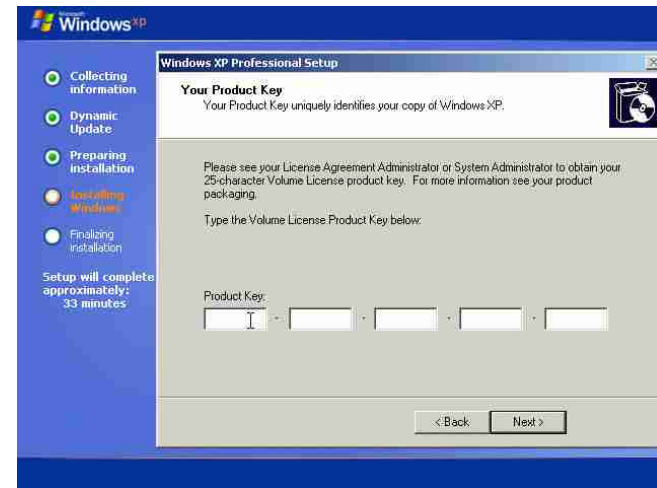 Microsoft
Windows xp
Collecting
information
Dynamic
Update
Preparing
installation
Installing
Windows
Finalizing
installation
Setup will complete
approximately:
33 minutes
Windows XP Professional Setup
Your Product Key
Your Product Key uniquely identifies your copy of Windows XP.
Please see your License Agreement Administrator or System Administrator to obtain your
25-character Volume License product key. For more information see your product
packaging.
Type the Volume License Product Key below:
Product Key:
- - - -
< Back Next >